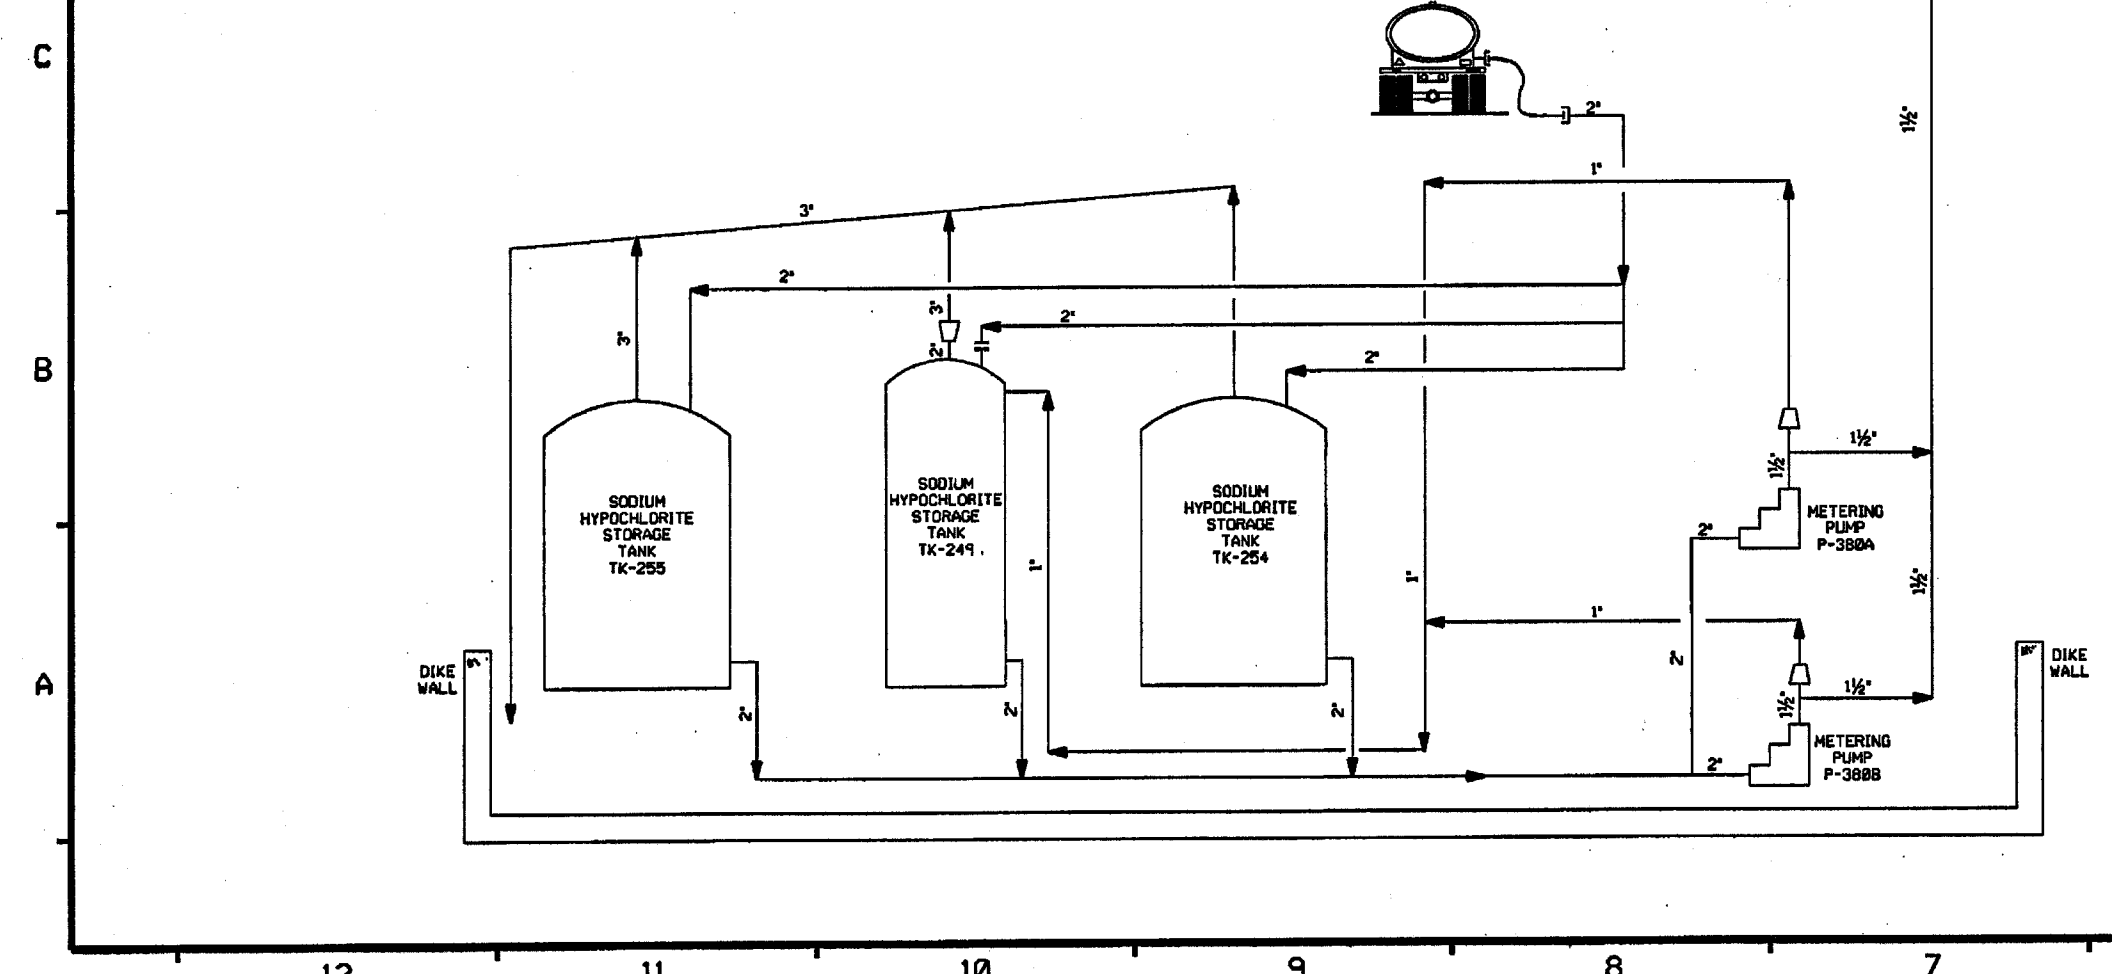 C
2"
1½"
1"
3"
2"
3"
2"
3"
2"
2"
B
1½"
1½"
SODIUM
HYPOCHLORITE
STORAGE
TANK
TK-255
SODIUM
HYPOCHLORITE
STORAGE
TANK
TK-249
SODIUM
HYPOCHLORITE
STORAGE
TANK
TK-254
METERING
PUMP
P-380A
2"
1"
1"
1½"
1"
2"
DIKE
WALL
A
DIKE
WALL
1½"
1½"
2"
2"
2"
METERING
PUMP
P-380B
2"
12
11
10
9
8
7